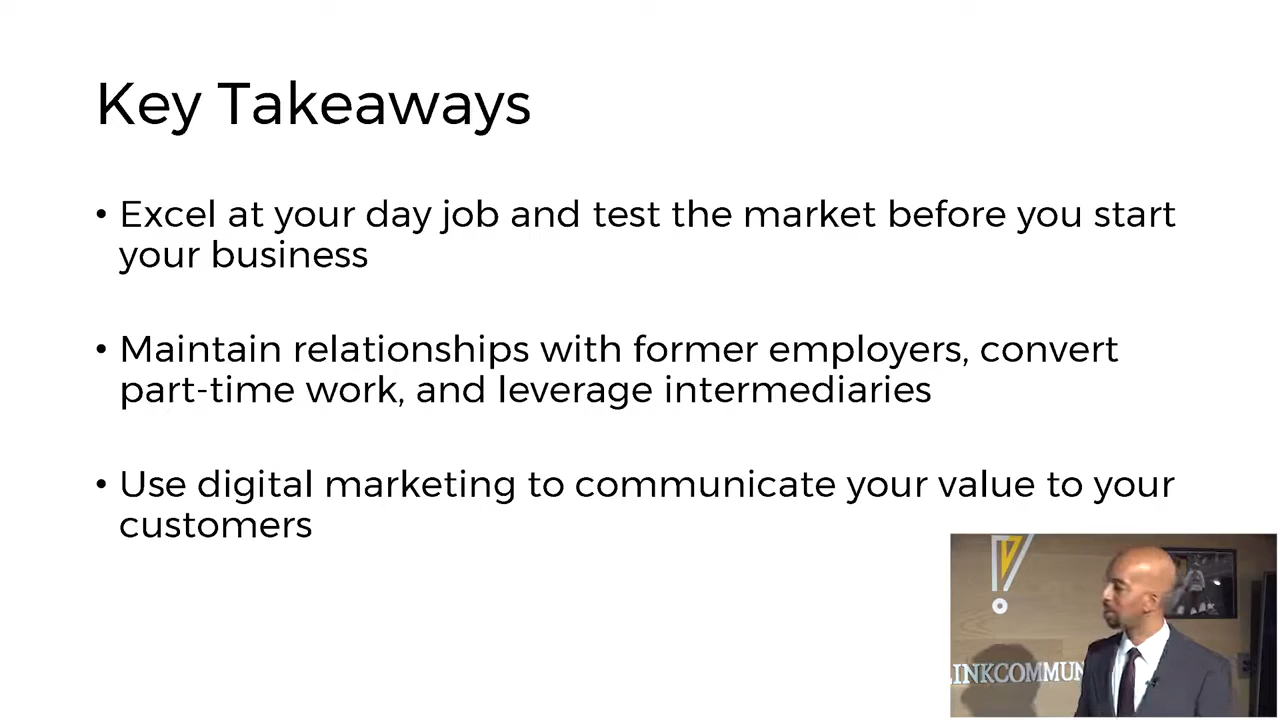 Key Takeaways
• Excel at your day job and test the market before you start
your business
• Maintain relationships with former employers, convert
part-time work, and leverage intermediaries
• Use digital marketing to communicate your value to your
customers
LINKCOMMUN